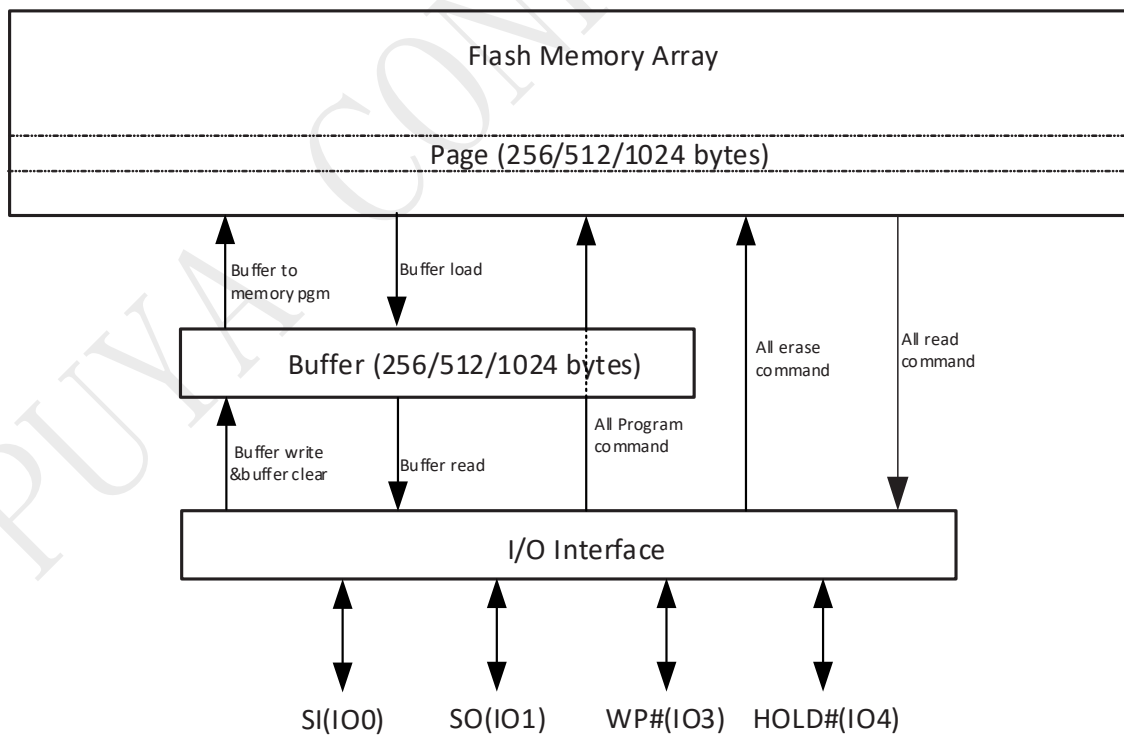 Flash Memory Array
Page (256/512/1024 bytes)
Buffer to
memory pgm
Buffer load
All erase
command
All read
command
Buffer (256/512/1024 bytes)
Buffer write
&buffer clear
Buffer read
All Program
command
I/O Interface
SI(IO0)
SO(IO1)
WP#(IO3)
HOLD#(IO4)
PUYA CON